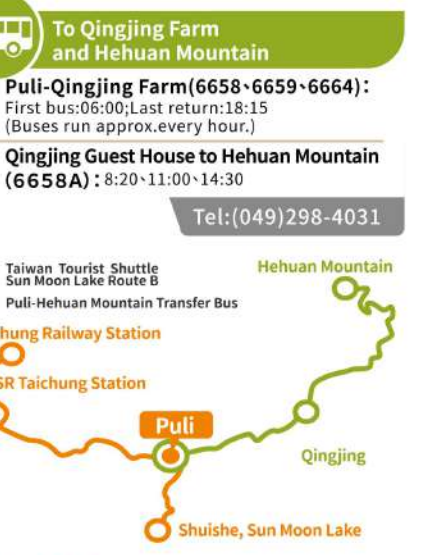 To Qingjing Farm
and Hehuan Mountain
Puli-Qingjing Farm(6658、6659、6664):
First bus:06:00;Last return:18:15
(Buses run approx.every hour.)
Qingjing Guest House to Hehuan Mountain
(6658A):8:20、11:00、14:30
Tel:(049)298-4031
Taiwan Tourist Shuttle
Sun Moon Lake Route B
Puli-Hehuan Mountain Transfer Bus
Hehuan Mountain
hung Railway Station
SR Taichung Station
Puli
Qingjing
Shuishe, Sun Moon Lake